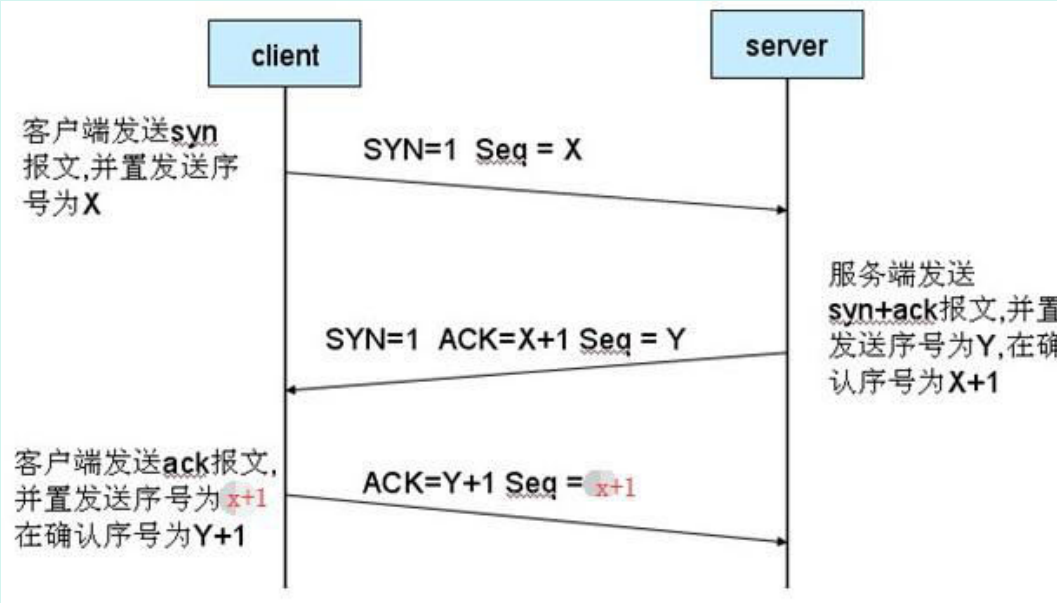 client
server
客户端发送syn
报文,并置发送序
号为X
SYN=1 Seq = X
服务端发送
syn+ack报文,并置
发送序号为Y,在确
认序号为X+1
SYN=1 ACK=X+1 Seq = Y
客户端发送ack报文,
并置发送序号为x+1
在确认序号为Y+1
ACK=Y+1 Seq = x+1